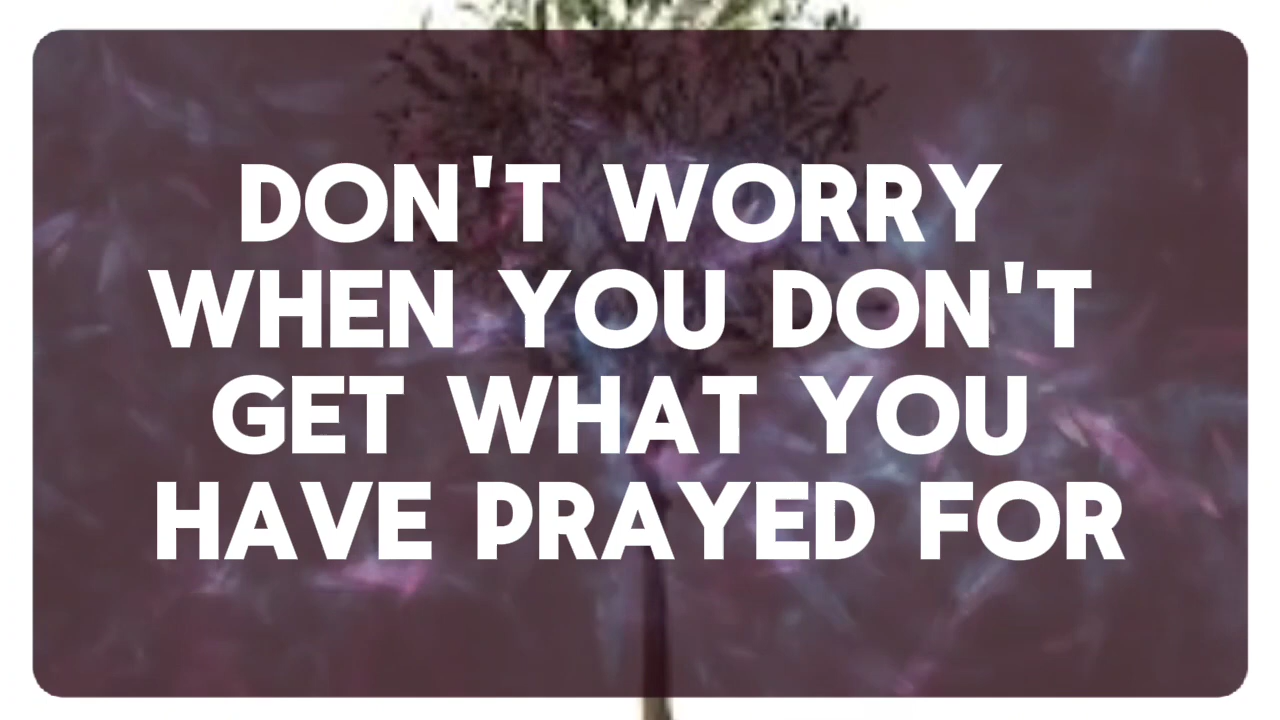 DON'T WORRY
WHEN YOU DON'T
GET WHAT YOU
HAVE PRAYED FOR